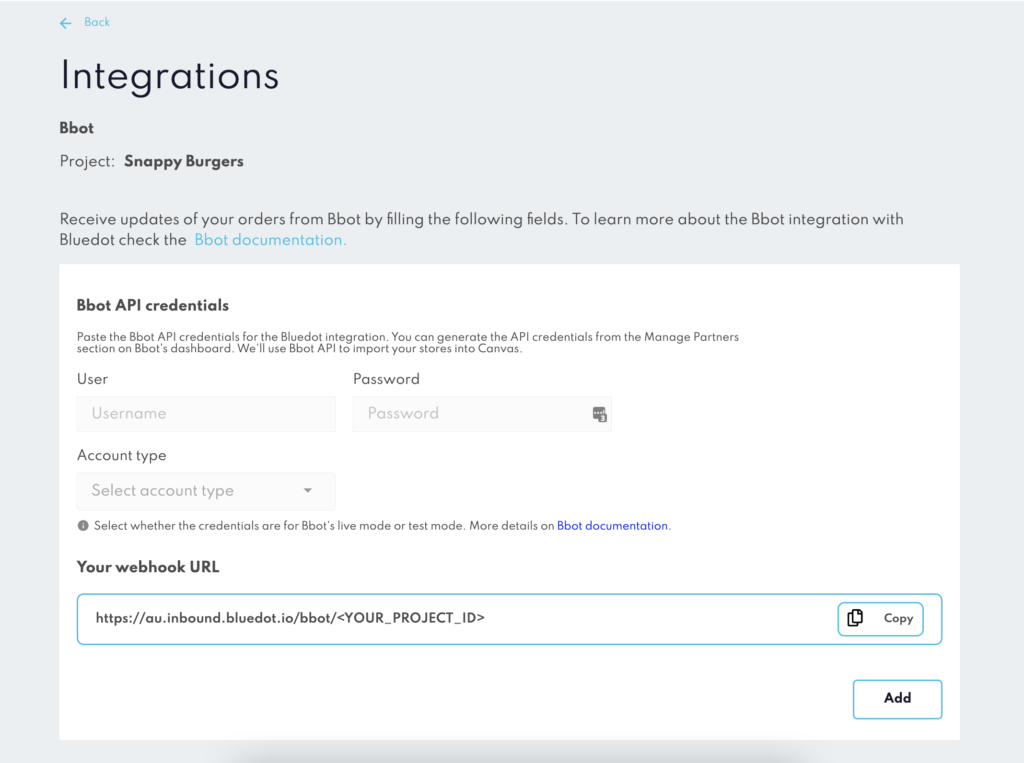 Back
Integrations
Bbot
Project: Snappy Burgers
Receive updates of your orders from Bbot by filling the following fields. To learn more about the Bbot integration with
Bluedot check the Bbot documentation.
Bbot API credentials
Paste the Bbot API credentials for the Bluedot integration. You can generate the API credentials from the Manage Partners
section on Bbot's dashboard. We'll use Bbot API to import your stores into Canvas.
User Password
Username Password
Account type
Select account type
Select whether the credentials are for Bbot's live mode or test mode. More details on Bbot documentation.
Your webhook URL
https://au.inbound.bluedot.io/bbot/<YOUR_PROJECT_ID> Copy
Add